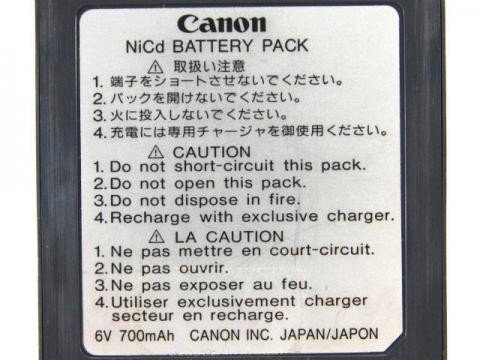 Canon
NiCd BATTERY PACK
⚠ 取扱い注意
1. 端子をショートさせないでください。
2. パックを開けないでください。
3. 火に投入しないでください。
4. 充電には専用チャージャを御使用ください。
⚠ CAUTION
1. Do not short-circuit this pack.
2. Do not open this pack.
3. Do not dispose in fire.
4. Recharge with exclusive charger.
⚠ LA CAUTION
1. Ne pas mettre en court-circuit.
2. Ne pas ouvrir.
3. Ne pas exposer au feu.
4. Utiliser exclusivement charger
secteur en recharge.
6V 700mAh CANON INC. JAPAN/JAPON